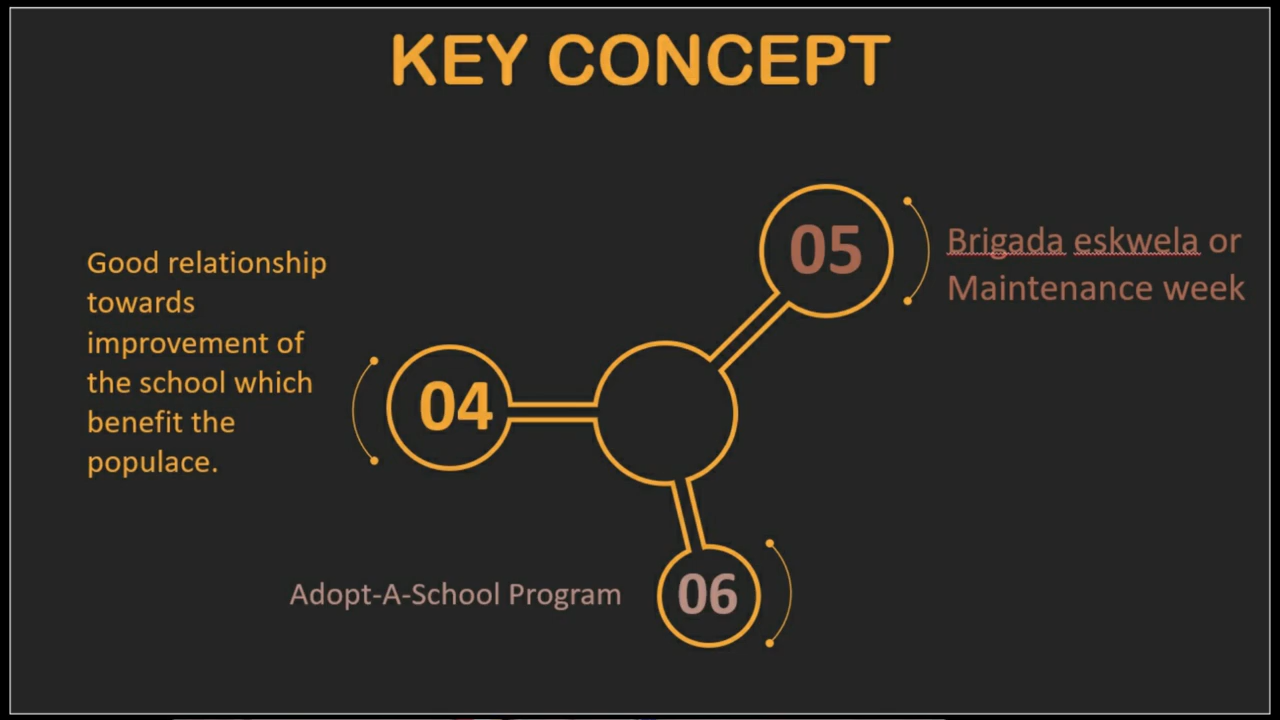 KEY CONCEPT
Good relationship
towards
improvement of
the school which
benefit the
populace.
04
05
Brigada eskwela or
Maintenance week
Adopt-A-School Program
06